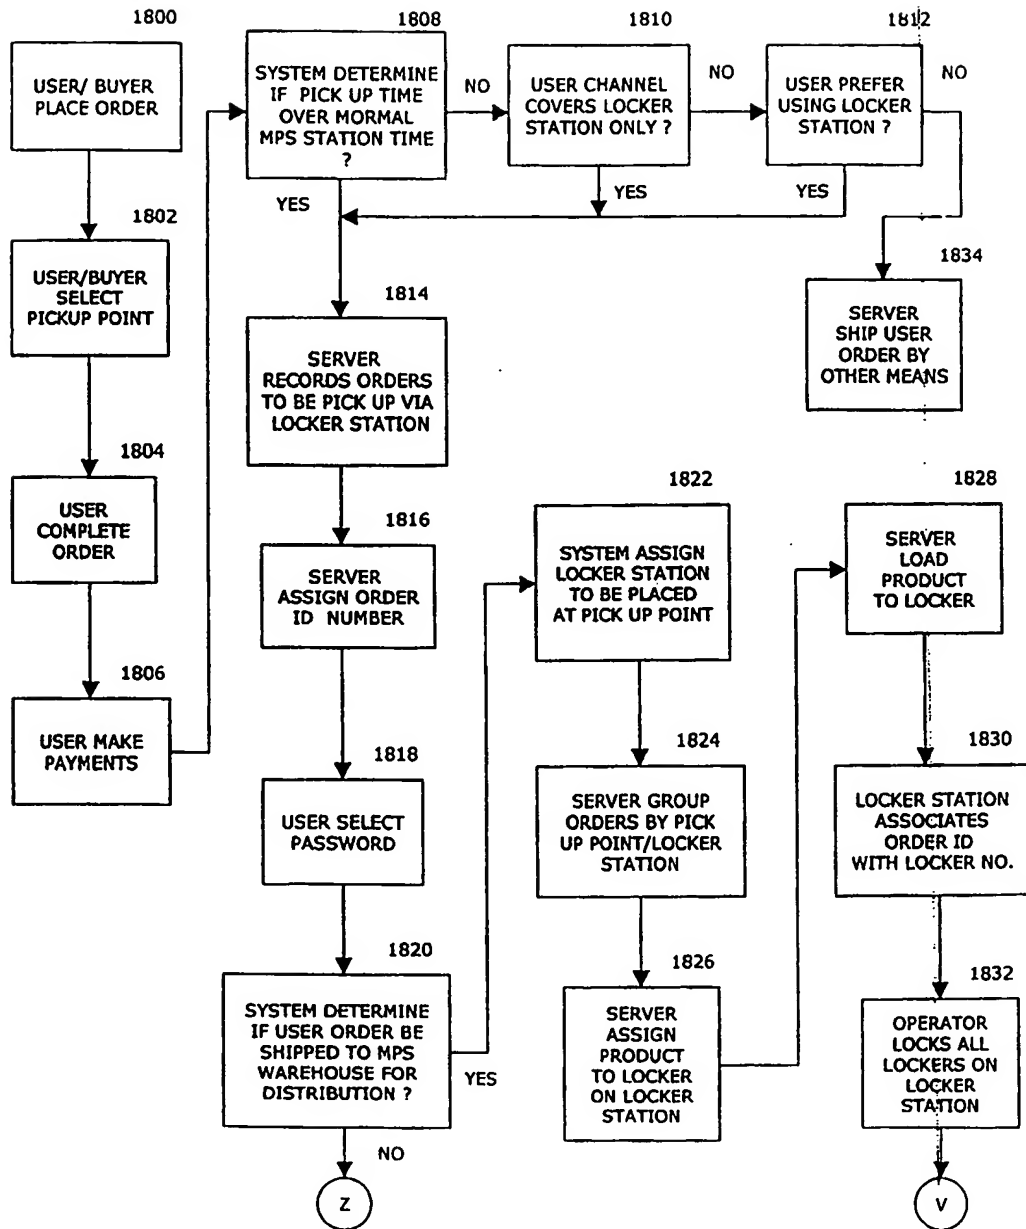 1800
USER/ BUYER
PLACE ORDER
1802
USER/BUYER
SELECT
PICKUP POINT
1804
USER
COMPLETE
ORDER
1806
USER MAKE
PAYMENTS
1808
SYSTEM DETERMINE
IF PICK UP TIME
OVER MORMAL
MPS STATION TIME
?
NO
YES
1810
USER CHANNEL
COVERS LOCKER
STATION ONLY ?
NO
YES
1812
USER PREFER
USING LOCKER
STATION ?
NO
YES
1834
SERVER
SHIP USER
ORDER BY
OTHER MEANS
1814
SERVER
RECORDS ORDERS
TO BE PICK UP VIA
LOCKER STATION
1816
SERVER
ASSIGN ORDER
ID NUMBER
1818
USER SELECT
PASSWORD
1820
SYSTEM DETERMINE
IF USER ORDER BE
SHIPPED TO MPS
WAREHOUSE FOR
DISTRIBUTION ?
YES
NO
Z
1822
SYSTEM ASSIGN
LOCKER STATION
TO BE PLACED
AT PICK UP POINT
1824
SERVER GROUP
ORDERS BY PICK
UP POINT/LOCKER
STATION
1826
SERVER
ASSIGN
PRODUCT
TO LOCKER
ON LOCKER
STATION
1828
SERVER
LOAD
PRODUCT
TO LOCKER
1830
LOCKER STATION
ASSOCIATES
ORDER ID
WITH LOCKER NO.
1832
OPERATOR
LOCKS ALL
LOCKERS ON
LOCKER
STATION
V